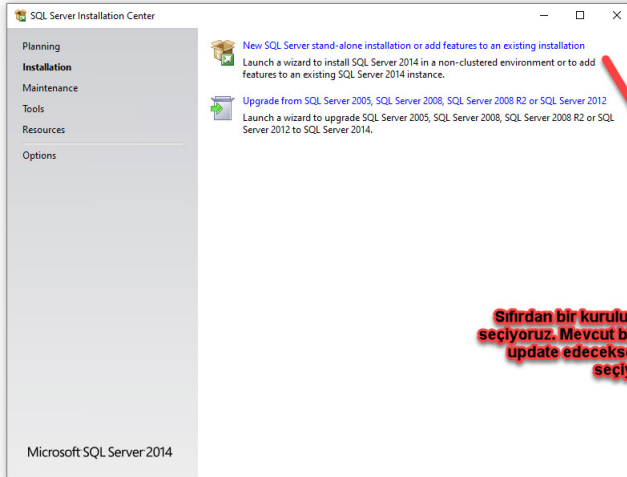 SQL Server Installation Center
Planning
Installation
Maintenance
Tools
Resources
Options
New SQL Server stand-alone installation or add features to an existing installation
Launch a wizard to install SQL Server 2014 in a non-clustered environment or to add
features to an existing SQL Server 2014 instance.
Upgrade from SQL Server 2005, SQL Server 2008, SQL Server 2008 R2 or SQL Server 2012
Launch a wizard to upgrade SQL Server 2005, SQL Server 2008, SQL Server 2008 R2 or SQL
Server 2012 to SQL Server 2014.
Sıfırdan bir kurulu
seçiyoruz. Mevcut b
update edecekse
seçiy
Microsoft SQL Server 2014